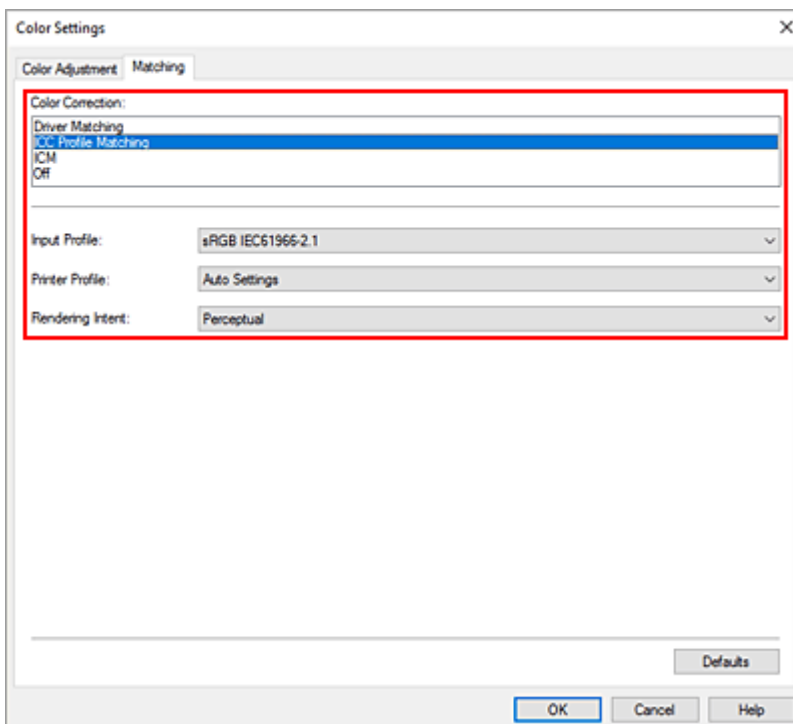 Color Settings
Color Adjustment Matching
Color Correction:
Driver Matching
ICC Profile Matching
ICM
Off
Input Profile: sRGB IEC61966-2.1
Printer Profile: Auto Settings
Rendering Intent: Perceptual
Defaults
OK Cancel Help